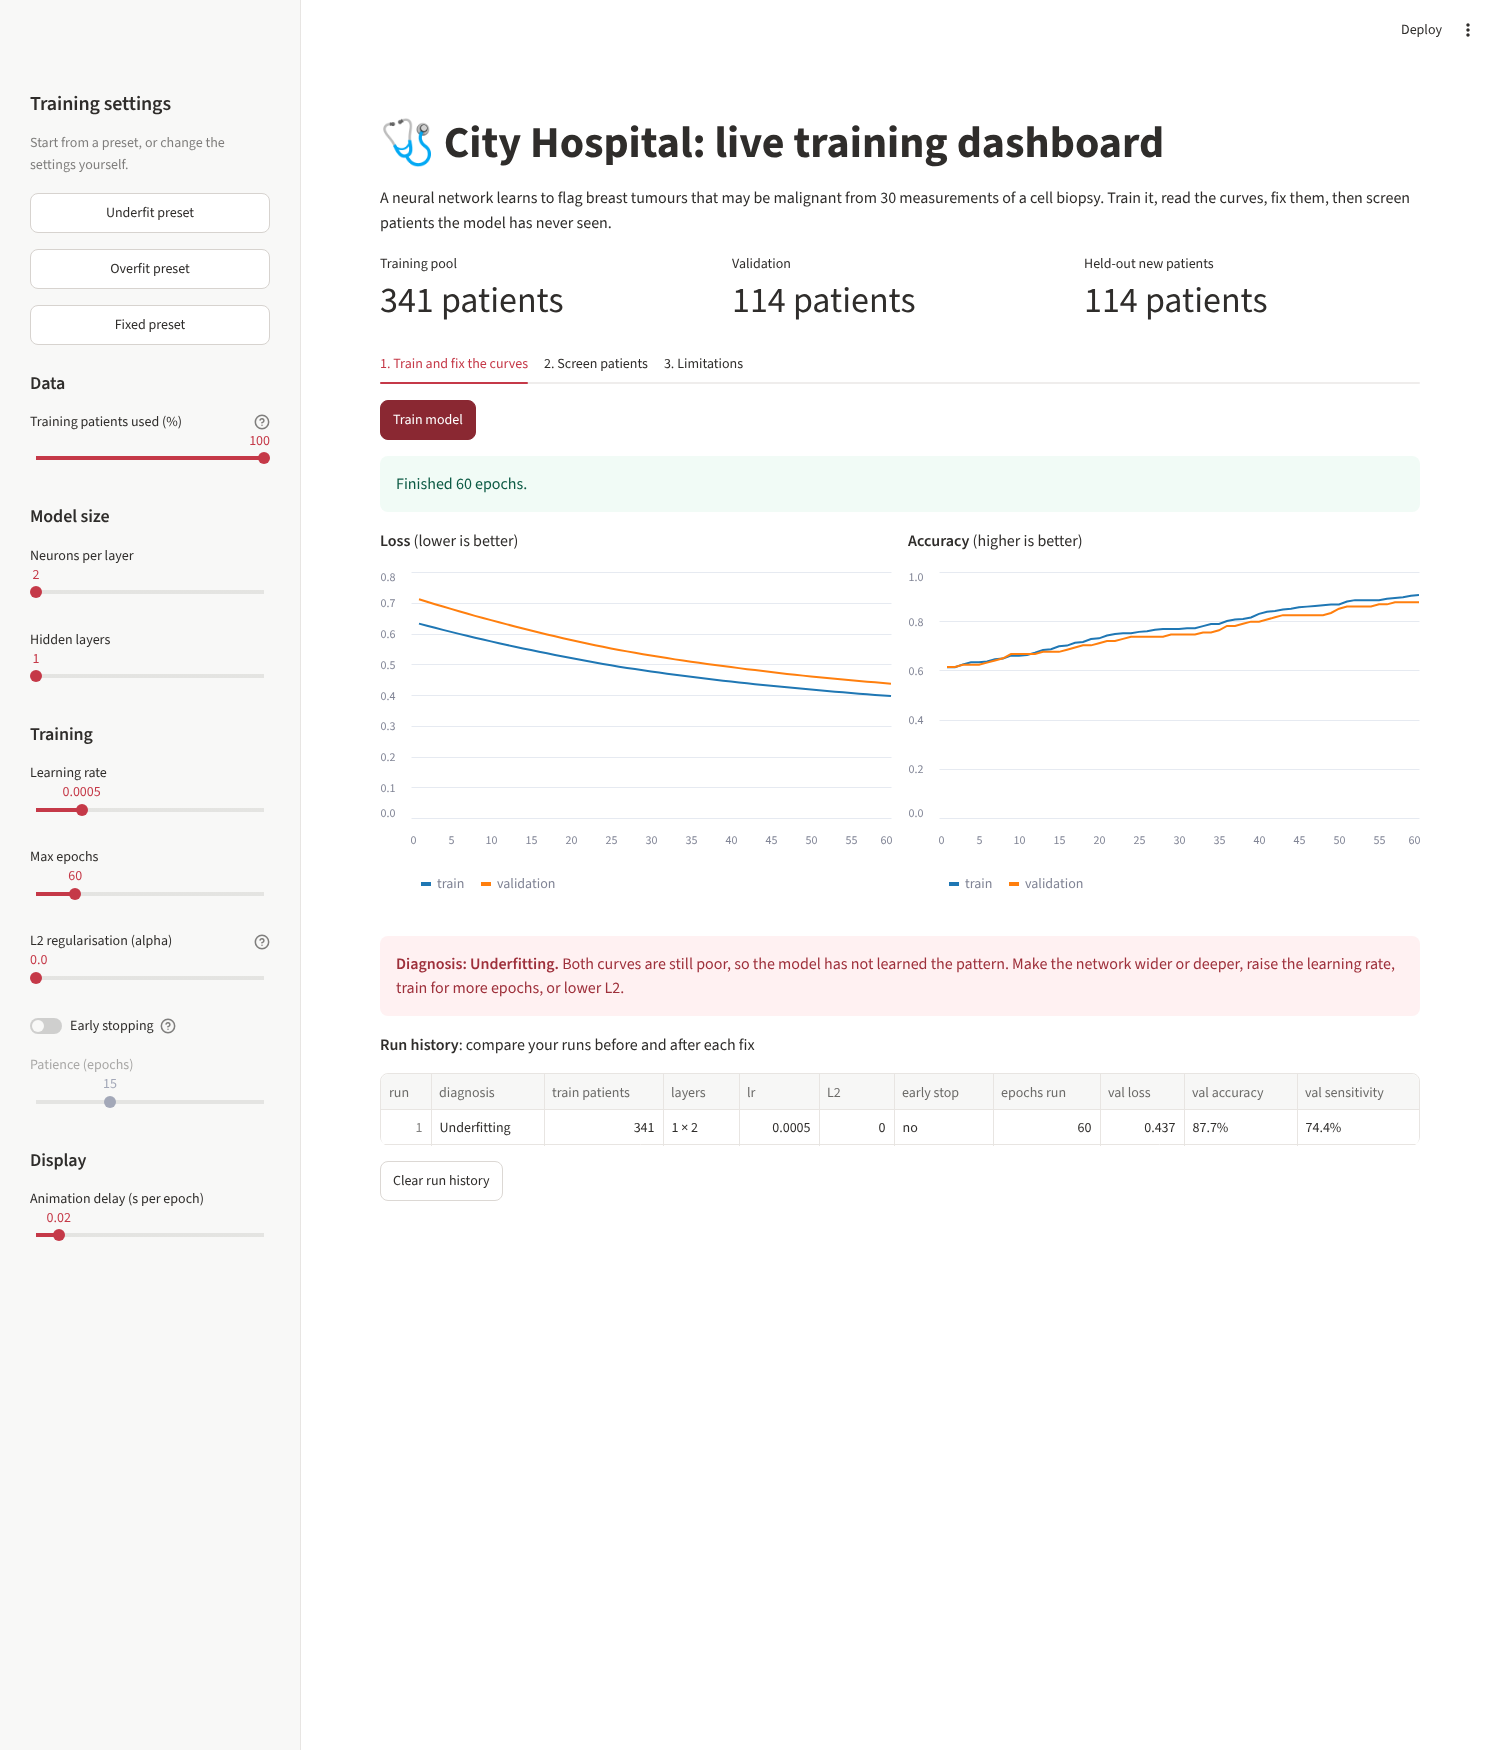 Deploy
Training settings
Start from a preset, or change the
settings yourself.
Underfit preset
Overfit preset
Fixed preset
Data
Training patients used (%)
100
Model size
Neurons per layer
2
Hidden layers
1
Training
Learning rate
0.0005
Max epochs
60
L2 regularisation (alpha)
0.0
Early stopping
Patience (epochs)
15
Display
Animation delay (s per epoch)
0.02
City Hospital: live training dashboard
A neural network learns to flag breast tumours that may be malignant from 30 measurements of a cell biopsy. Train it, read the curves, fix them, then screen
patients the model has never seen.
Training pool
341 patients
Validation
114 patients
Held-out new patients
114 patients
1. Train and fix the curves 2. Screen patients 3. Limitations
Train model
Finished 60 epochs.
Loss (lower is better)
0.8
0.7
0.6
0.5
0.4
0.3
0.2
0.1
0.0
0 5 10 15 20 25 30 35 40 45 50 55 60
train validation
Accuracy (higher is better)
1.0
0.8
0.6
0.4
0.2
0.0
0 5 10 15 20 25 30 35 40 45 50 55 60
train validation
Diagnosis: Underfitting. Both curves are still poor, so the model has not learned the pattern. Make the network wider or deeper, raise the learning rate,
train for more epochs, or lower L2.
Run history: compare your runs before and after each fix
run diagnosis train patients layers lr L2 early stop epochs run val loss val accuracy val sensitivity
1 Underfitting 341 1 × 2 0.0005 0 no 60 0.437 87.7% 74.4%
Clear run history